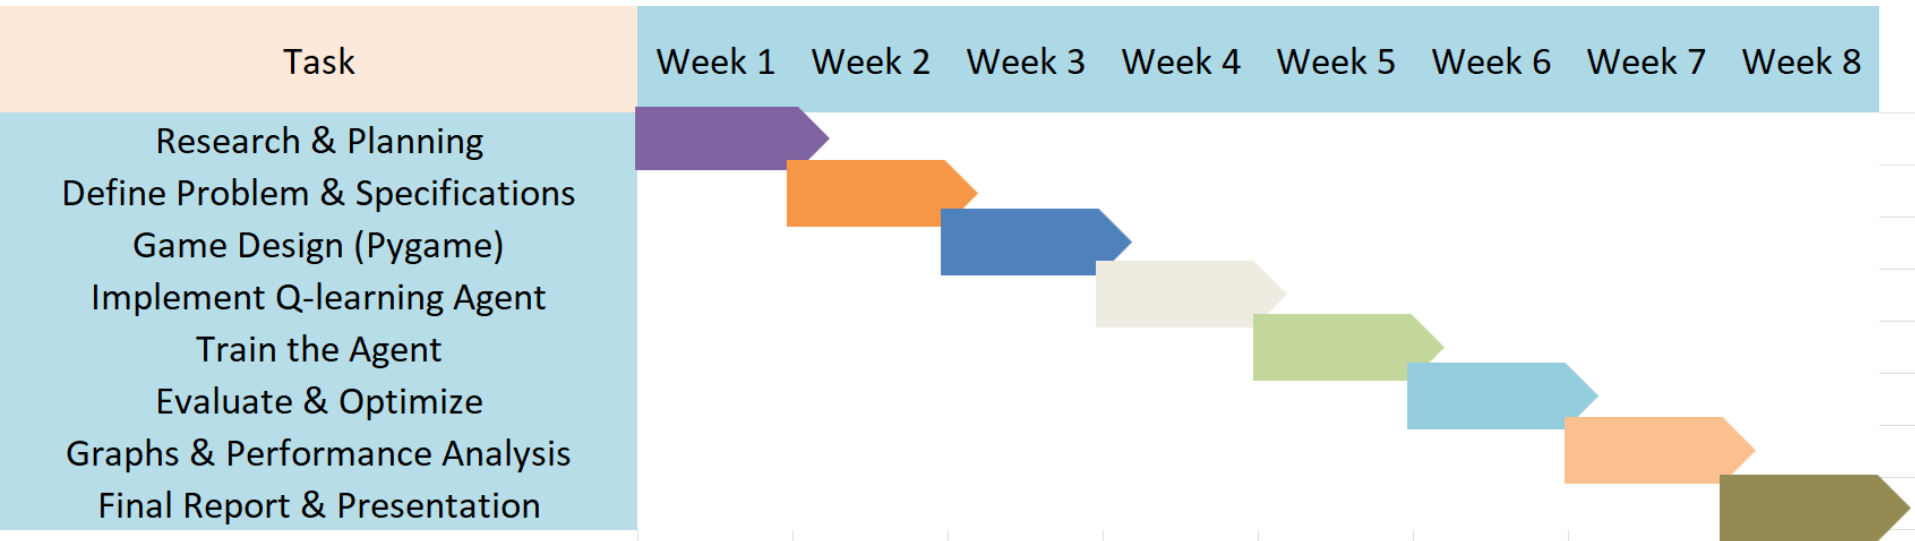 Task Week 1 Week 2 Week 3 Week 4 Week 5 Week 6 Week 7 Week 8
Research & Planning
Define Problem & Specifications
Game Design (Pygame)
Implement Q-learning Agent
Train the Agent
Evaluate & Optimize
Graphs & Performance Analysis
Final Report & Presentation